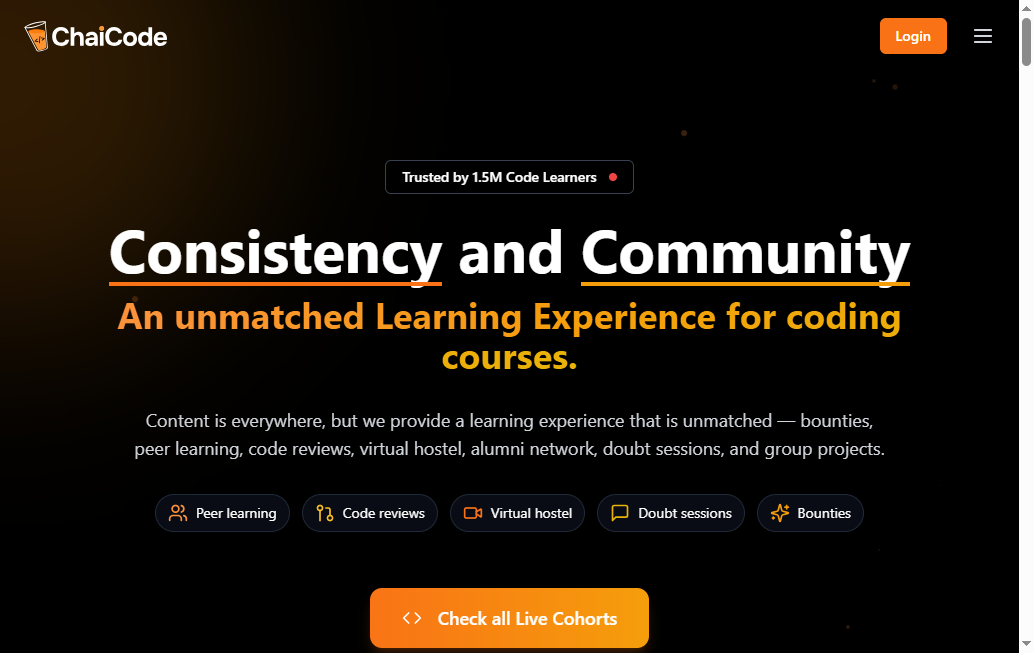 ChaiCode
Login
Trusted by 1.5M Code Learners
Consistency and Community
An unmatched Learning Experience for coding
courses.
Content is everywhere, but we provide a learning experience that is unmatched — bounties,
peer learning, code reviews, virtual hostel, alumni network, doubt sessions, and group projects.
Peer learning
Code reviews
Virtual hostel
Doubt sessions
Bounties
Check all Live Cohorts